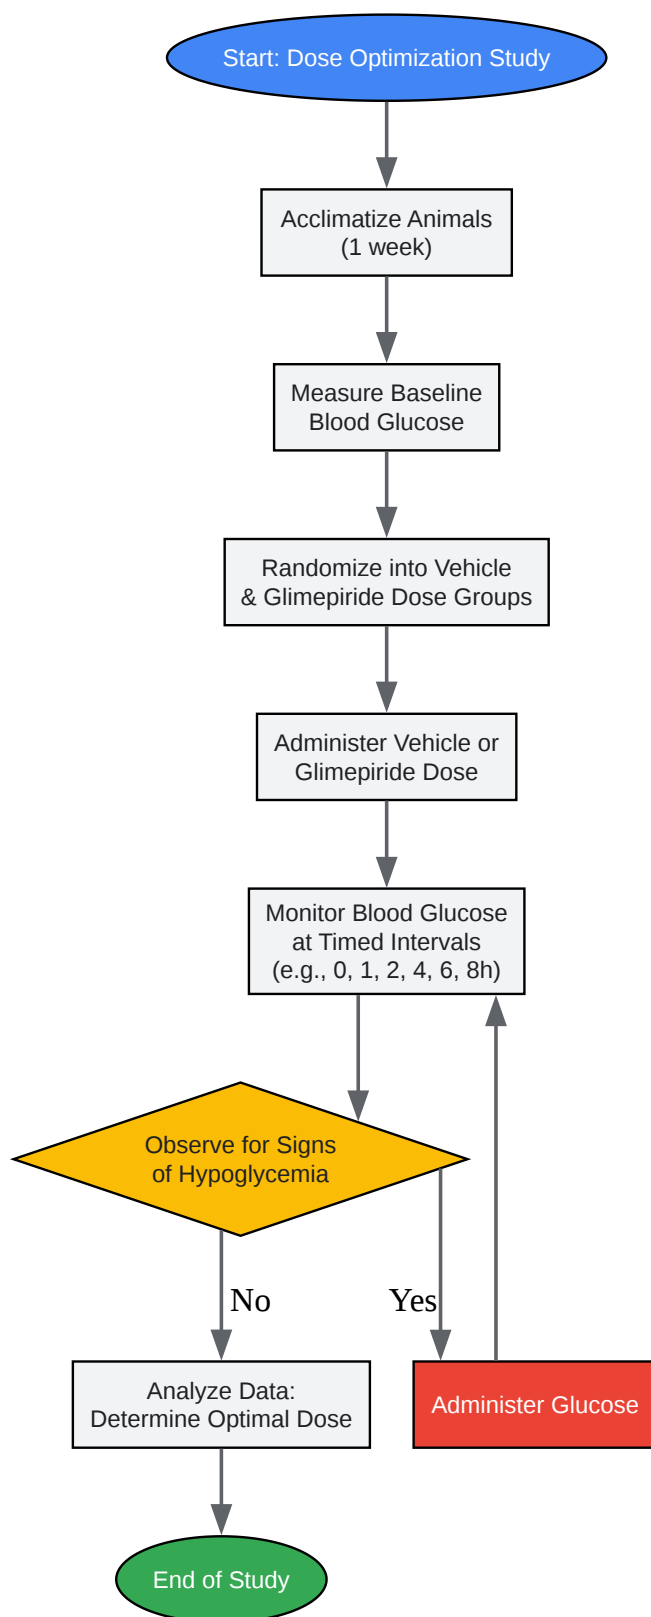 Start: Dose Optimization Study
Acclimatize Animals
(1 week)
Measure Baseline
Blood Glucose
Randomize into Vehicle
& Glimepiride Dose Groups
Administer Vehicle or
Glimepiride Dose
Monitor Blood Glucose
at Timed Intervals
(e.g., 0, 1, 2, 4, 6, 8h)
Observe for Signs
of Hypoglycemia
No
Yes
Analyze Data:
Determine Optimal Dose
Administer Glucose
End of Study